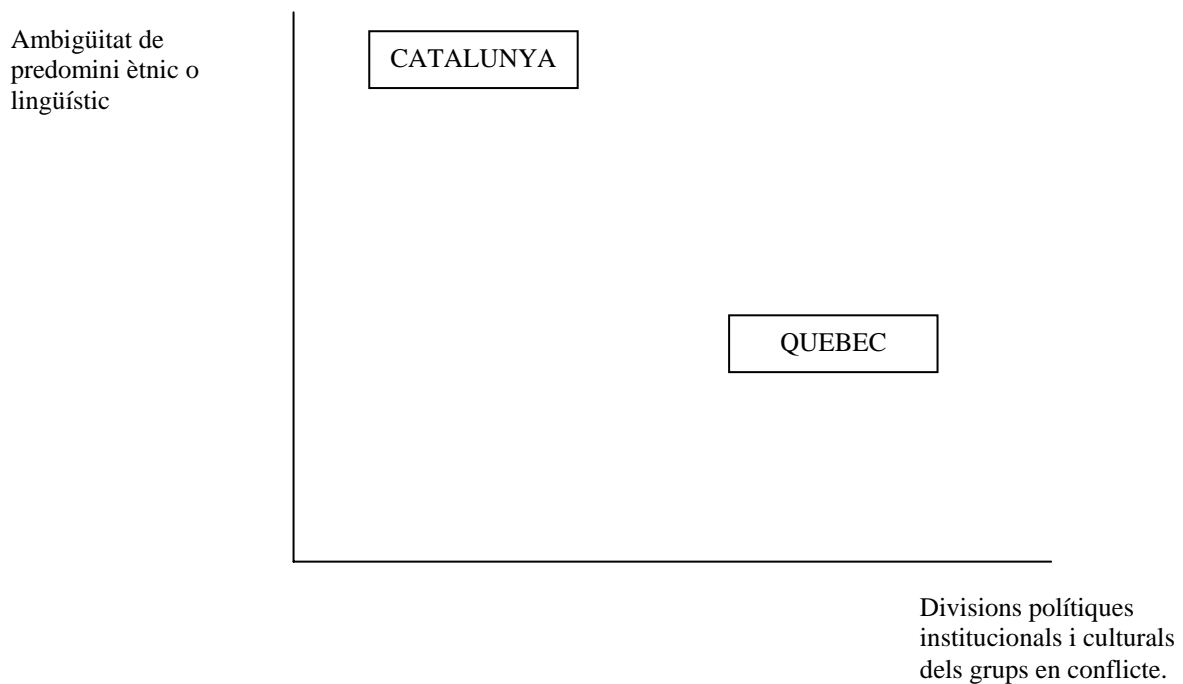 Ambigüitat de
predomini ètnic o
lingüístic
CATALUNYA
QUEBEC
Divisions polítiques
institucionals i culturals
dels grups en conflicte.